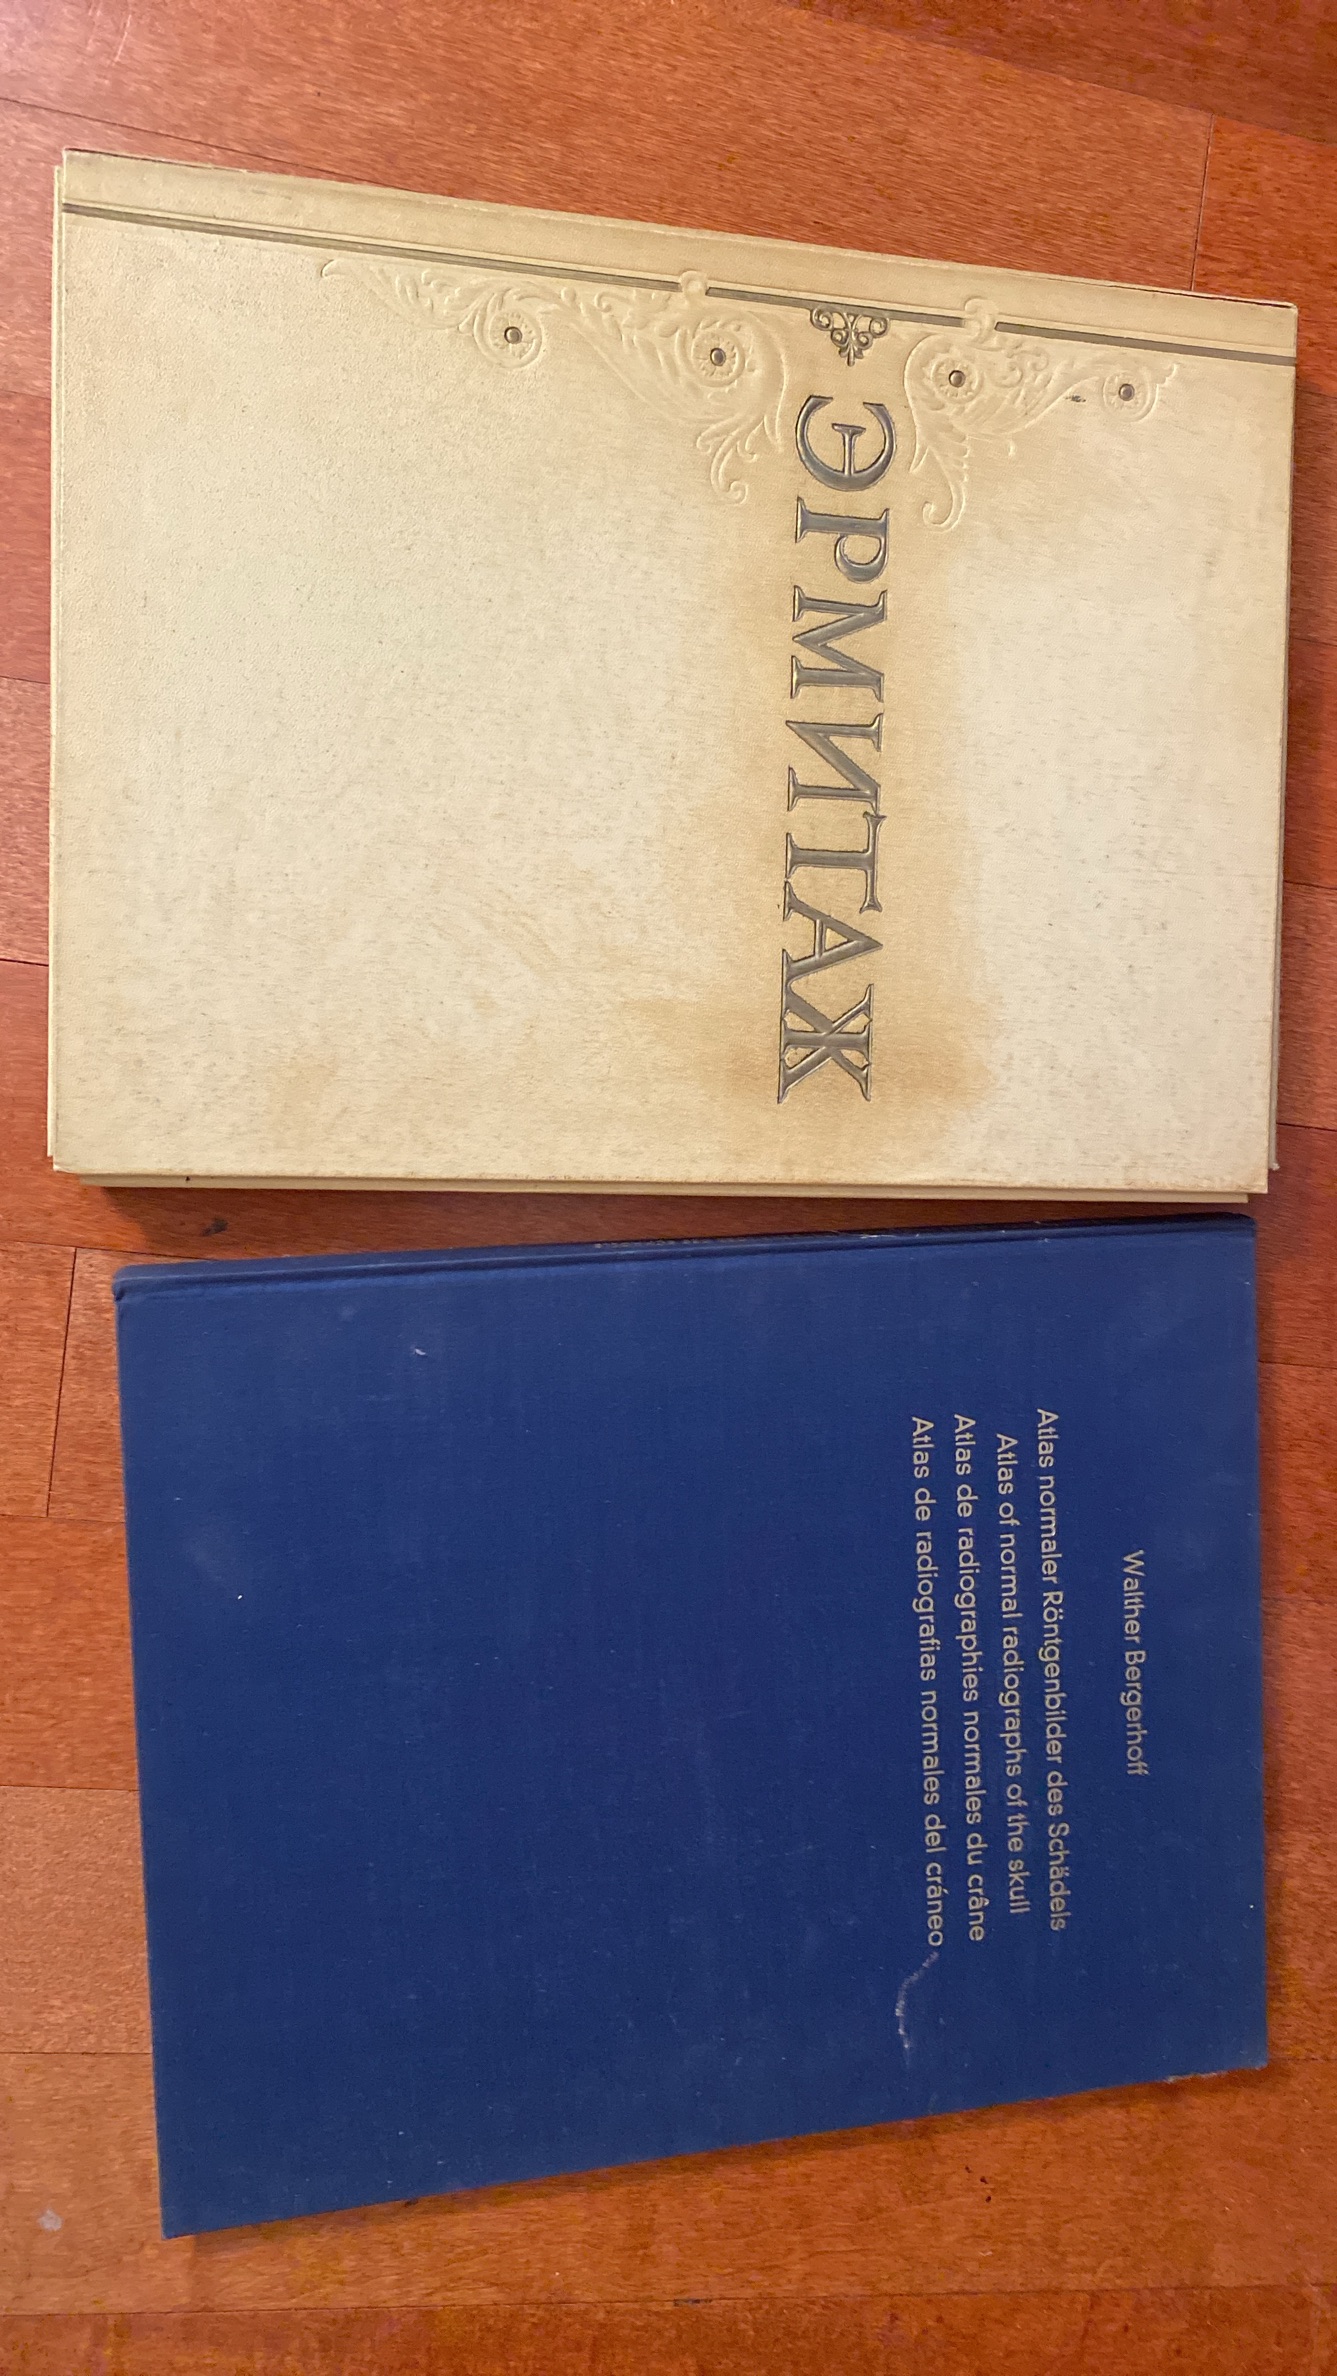 ЭРМИТАЖ
Walther Bergerhoff
Atlas normaler Röntgenbilder des Schädels
Atlas of normal radiographs of the skull
Atlas de radiographies normales du crâne
Atlas de radiografias normales del cráneo